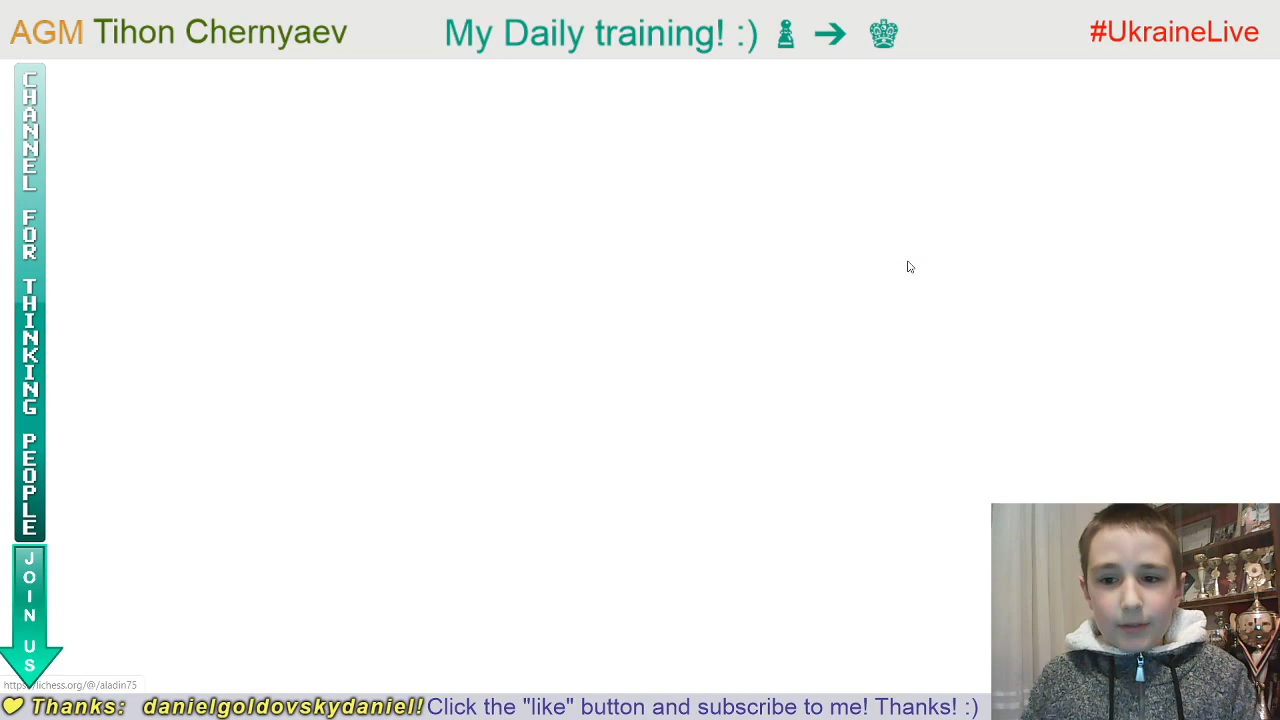 AGM Tihon Chernyaev
My Daily training! :)
#UkraineLive
CHANNEL FOR THINKING PEOPLE
JOIN US
https://lichess.org/@/aladin75
Thanks: danielgoldovskydaniel! Click the "like" button and subscribe to me! Thanks! :)